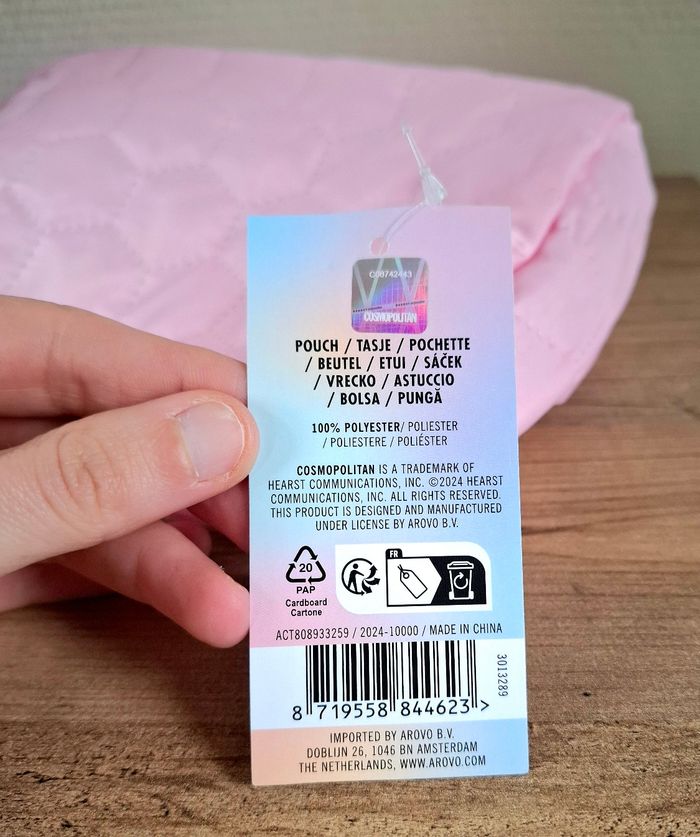 C08742443
COSMOPOLITAN
POUCH / TASJE / POCHETTE
/ BEUTEL / ETUI / SÁČEK
/ VRECKO / ASTUCCIO
/ BOLSA / PUNGĂ
100% POLYESTER/ POLIESTER
/ POLIESTERE / POLIÉSTER
COSMOPOLITAN IS A TRADEMARK OF
HEARST COMMUNICATIONS, INC. ©2024 HEARST
COMMUNICATIONS, INC. ALL RIGHTS RESERVED.
THIS PRODUCT IS DESIGNED AND MANUFACTURED
UNDER LICENSE BY AROVO B.V.
20
PAP
Cardboard
Cartone
FR
ACT808933259 / 2024-10000 / MADE IN CHINA
3013289
8 719558 844623 >
IMPORTED BY AROVO B.V.
DOBLIJN 26, 1046 BN AMSTERDAM
THE NETHERLANDS, WWW.AROVO.COM